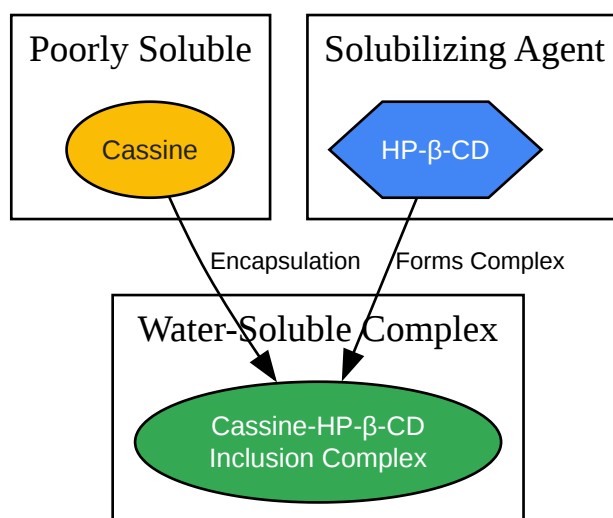 Poorly Soluble
Solubilizing Agent
Cassine
HP-β-CD
Encapsulation
Forms Complex
Water-Soluble Complex
Cassine-HP-β-CD
Inclusion Complex